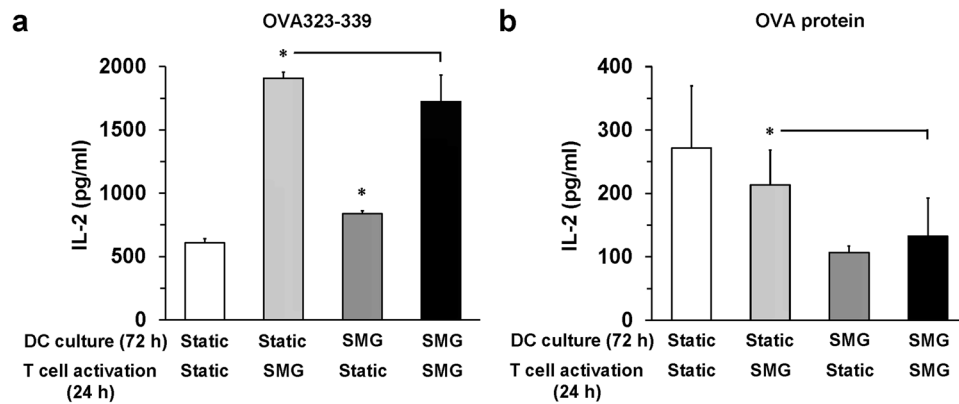 a
OVA323-339
IL-2 (pg/ml)
2000
1500
1000
500
0
*
*
DC culture (72 h) Static Static SMG SMG
T cell activation Static SMG Static SMG
(24 h)
b
OVA protein
IL-2 (pg/ml)
400
300
200
100
0
*
DC culture (72 h) Static Static SMG SMG
T cell activation Static SMG Static SMG
(24 h)